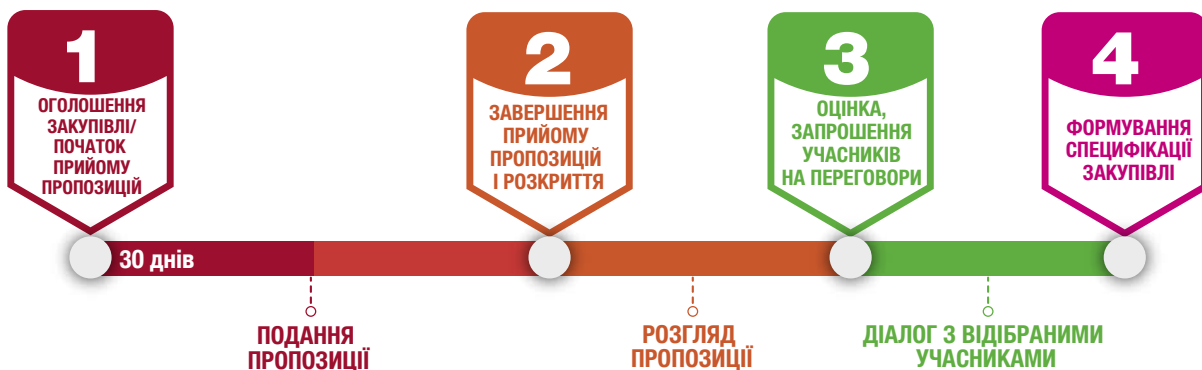 1
ОГОЛОШЕННЯ
ЗАКУПІВЛІ/
ПОЧАТОК
ПРИЙОМУ
ПРОПОЗИЦІЙ
2
ЗАВЕРШЕННЯ
ПРИЙОМУ
ПРОПОЗИЦІЙ
І РОЗКРИТТЯ
3
ОЦІНКА,
ЗАПРОШЕННЯ
УЧАСНИКІВ
НА ПЕРЕГОВОРИ
4
ФОРМУВАННЯ
СПЕЦИФІКАЦІЇ
ЗАКУПІВЛІ
30 днів
ПОДАННЯ
ПРОПОЗИЦІЇ
РОЗГЛЯД
ПРОПОЗИЦІЇ
ДІАЛОГ З ВІДІБРАНИМИ
УЧАСНИКАМИ